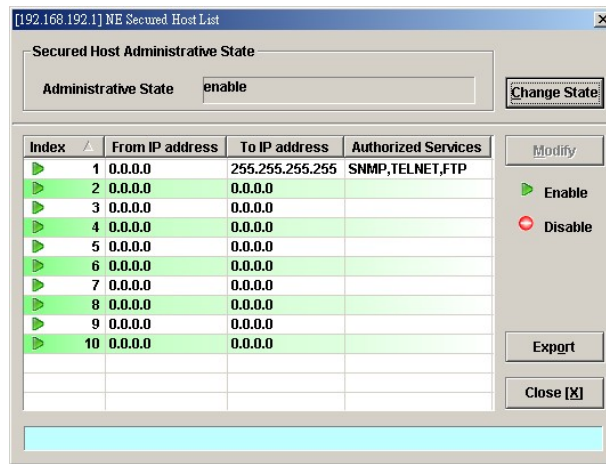 [192.168.192.1] NE Secured Host List
Secured Host Administrative State
Administrative State enable
Change State
Index From IP address To IP address Authorized Services
1 0.0.0.0 255.255.255.255 SNMP,TELNET,FTP
2 0.0.0.0 0.0.0.0
3 0.0.0.0 0.0.0.0
4 0.0.0.0 0.0.0.0
5 0.0.0.0 0.0.0.0
6 0.0.0.0 0.0.0.0
7 0.0.0.0 0.0.0.0
8 0.0.0.0 0.0.0.0
9 0.0.0.0 0.0.0.0
10 0.0.0.0 0.0.0.0
Modify
Enable
Disable
Export
Close [X]